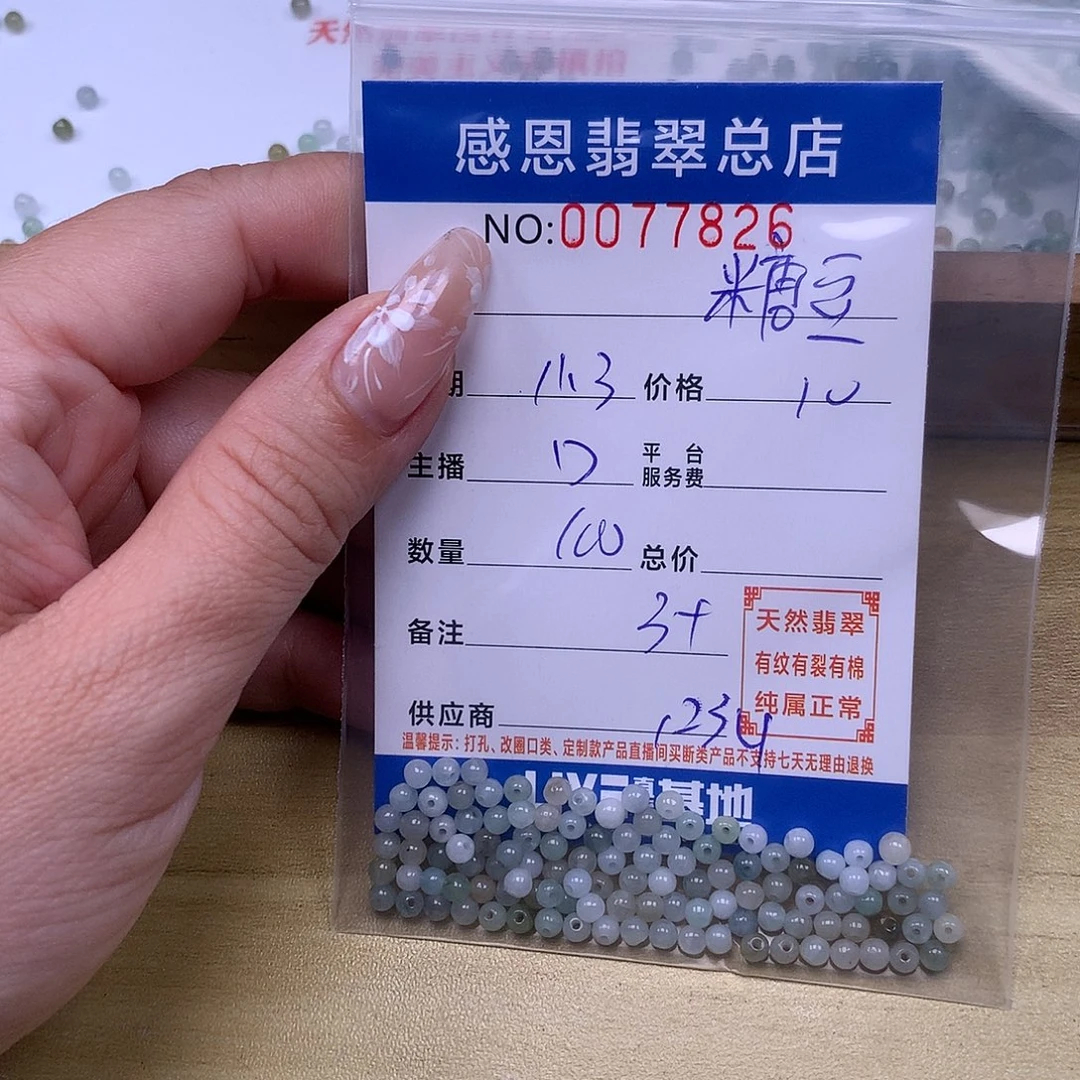 感恩翡翠总店
NO:0077826
糖豆
期 11.3 价格 10
主播 17 平台服务费
数量 100 总价
备注 3+
天然翡翠
有纹有裂有棉
纯属正常
供应商 1234
温馨提示：打孔、改圈口类、定制款产品直播间买断类产品不支持七天无理由退换
基地